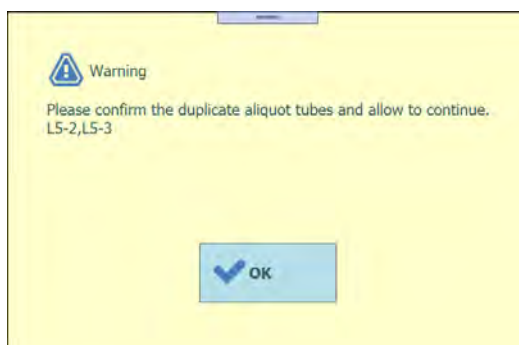 Warning
Please confirm the duplicate aliquot tubes and allow to continue.
L5-2,L5-3
OK